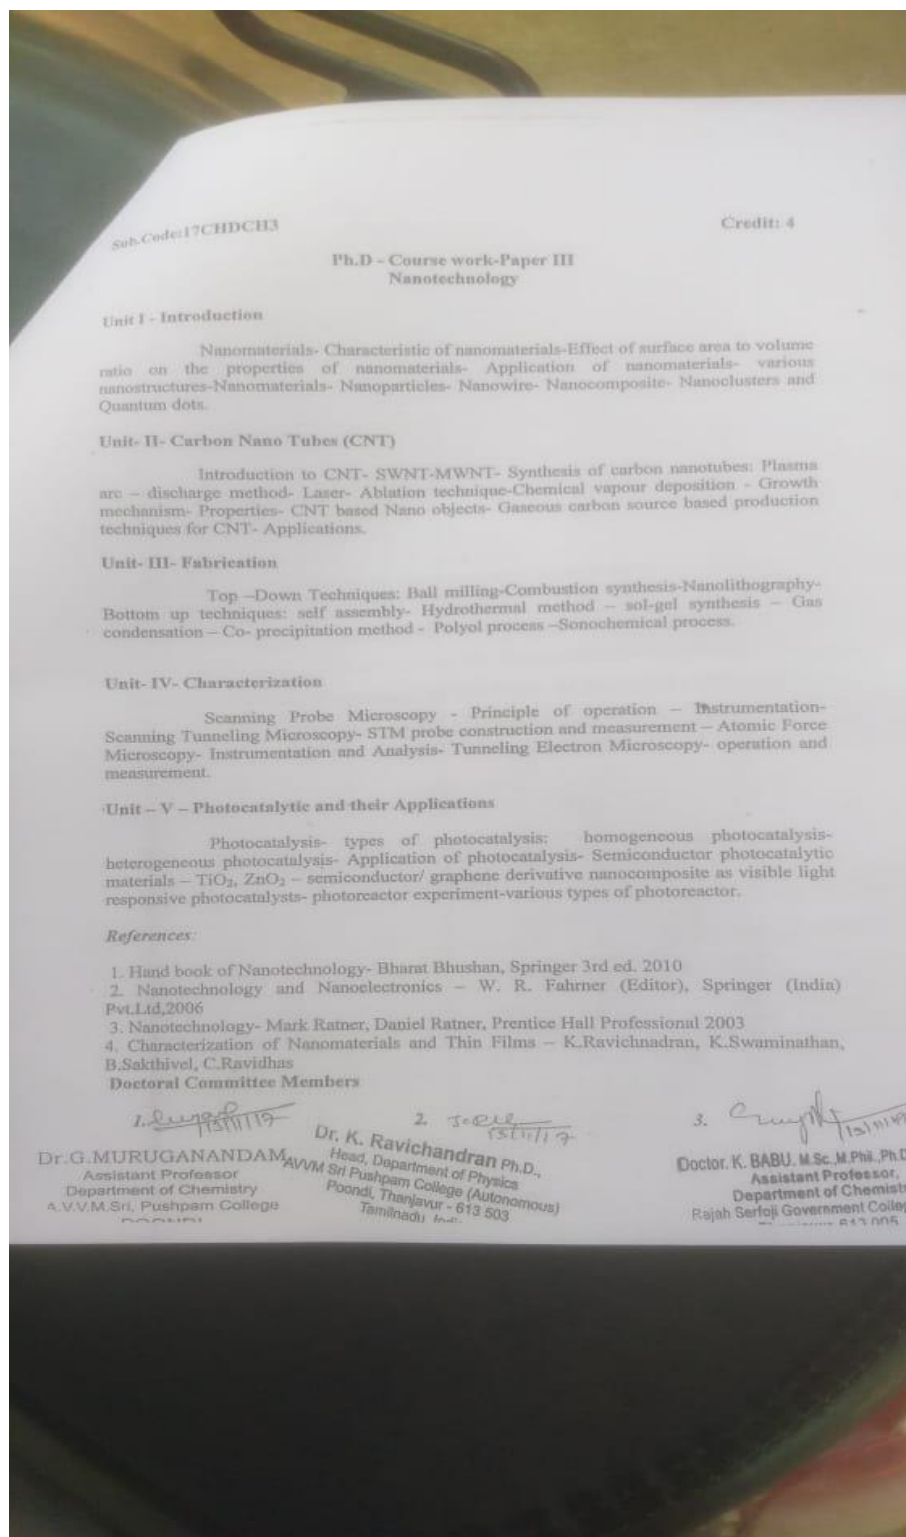 Sub.Code:17CHDCH3
Credit: 4
Ph.D - Course work-Paper III
Nanotechnology
Unit I - Introduction
Nanomaterials- Characteristic of nanomaterials-Effect of surface area to volume
ratio on the properties of nanomaterials- Application of nanomaterials- various
nanostructures-Nanomaterials- Nanoparticles- Nanowire- Nanocomposite- Nanoclusters and
Quantum dots.
Unit- II- Carbon Nano Tubes (CNT)
Introduction to CNT- SWNT-MWNT- Synthesis of carbon nanotubes: Plasma
arc – discharge method- Laser- Ablation technique-Chemical vapour deposition - Growth
mechanism- Properties- CNT based Nano objects- Gaseous carbon source based production
techniques for CNT- Applications.
Unit- III- Fabrication
Top –Down Techniques: Ball milling-Combustion synthesis-Nanolithography-
Bottom up techniques: self assembly- Hydrothermal method – sol-gel synthesis – Gas
condensation – Co- precipitation method - Polyol process –Sonochemical process.
Unit- IV- Characterization
Scanning Probe Microscopy - Principle of operation – Instrumentation-
Scanning Tunneling Microscopy- STM probe construction and measurement – Atomic Force
Microscopy- Instrumentation and Analysis- Tunneling Electron Microscopy- operation and
measurement.
Unit – V – Photocatalytic and their Applications
Photocatalysis- types of photocatalysis: homogeneous photocatalysis-
heterogeneous photocatalysis- Application of photocatalysis- Semiconductor photocatalytic
materials – TiO₂, ZnO₂ – semiconductor/ graphene derivative nanocomposite as visible light
responsive photocatalysts- photoreactor experiment-various types of photoreactor.
References:
1. Hand book of Nanotechnology- Bharat Bhushan, Springer 3rd ed. 2010
2. Nanotechnology and Nanoelectronics – W. R. Fahrner (Editor), Springer (India)
Pvt.Ltd,2006
3. Nanotechnology- Mark Ratner, Daniel Ratner, Prentice Hall Professional 2003
4. Characterization of Nanomaterials and Thin Films – K.Ravichnadran, K.Swaminathan,
B.Sakthivel, C.Ravidhas
Doctoral Committee Members
1.
13/11/17
Dr.G.MURUGANANDAM
Assistant Professor
Department of Chemistry
A.V.V.M.Sri, Pushpam College
2.
13/11/17
Dr. K. Ravichandran Ph.D.,
Head, Department of Physics
AVVM Sri Pushpam College (Autonomous)
Poondi, Thanjavur - 613 503
Tamilnadu
3.
13/11/17
Doctor. K. BABU. M.Sc.,M.Phil.,Ph.D
Assistant Professor,
Department of Chemist
Rajah Serfoji Government Colle
613 005